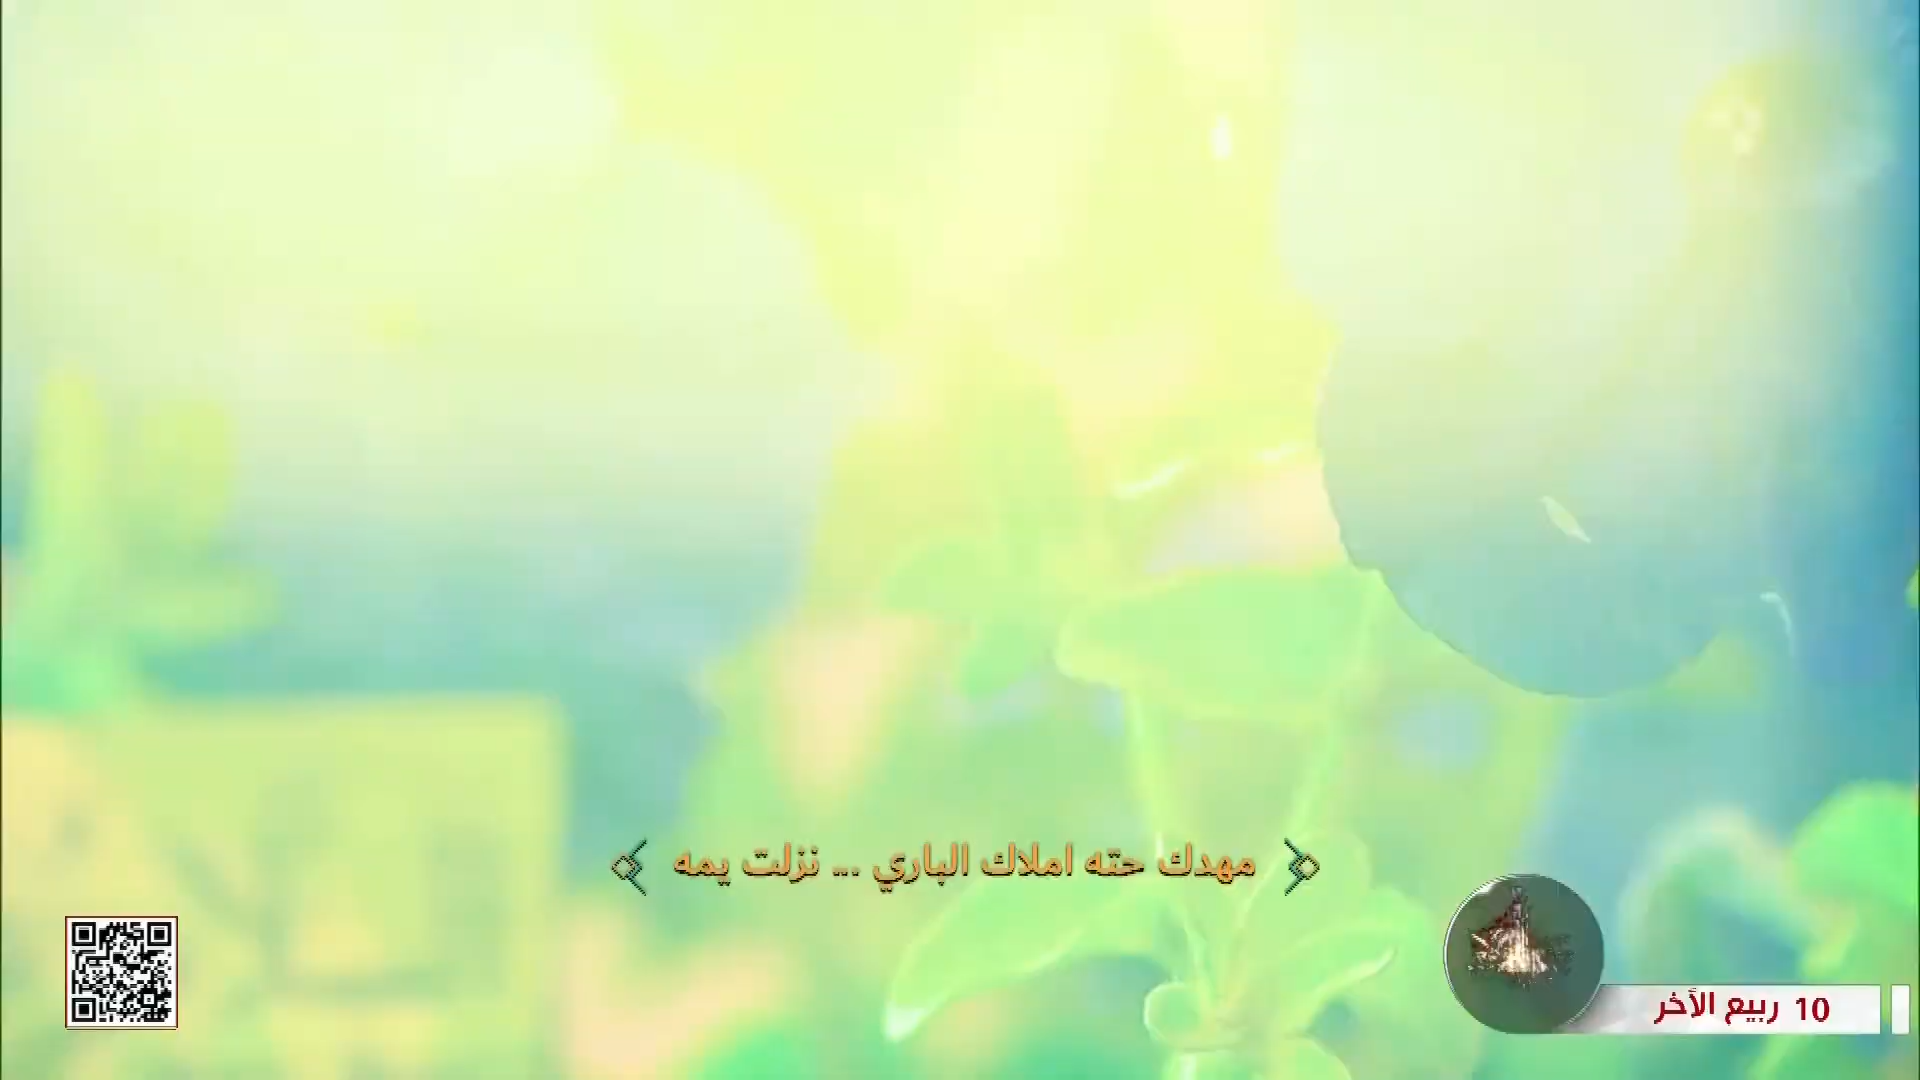 مهدك حته املاك الباري ... نزلت يمه
10 ربيع الآخر